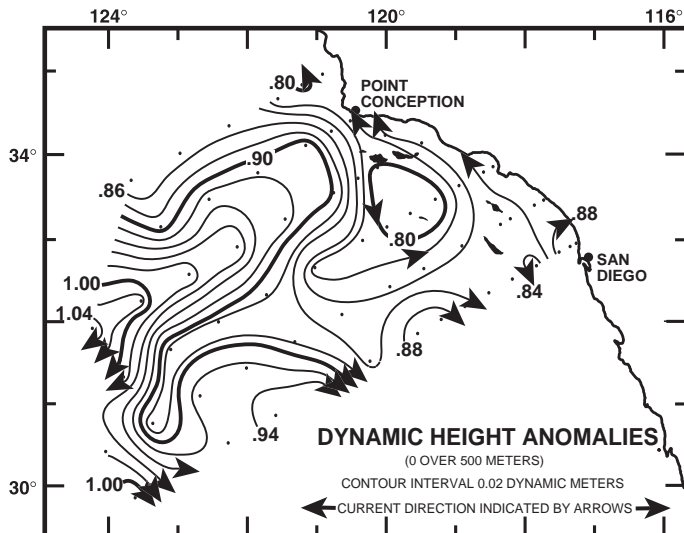 124° 120° 116°
.80
POINT
CONCEPTION
34°
.90
.86
.88
.80
SAN
DIEGO
1.00
.84
1.04
.88
.94
DYNAMIC HEIGHT ANOMALIES
(0 OVER 500 METERS)
CONTOUR INTERVAL 0.02 DYNAMIC METERS
1.00
30°
CURRENT DIRECTION INDICATED BY ARROWS